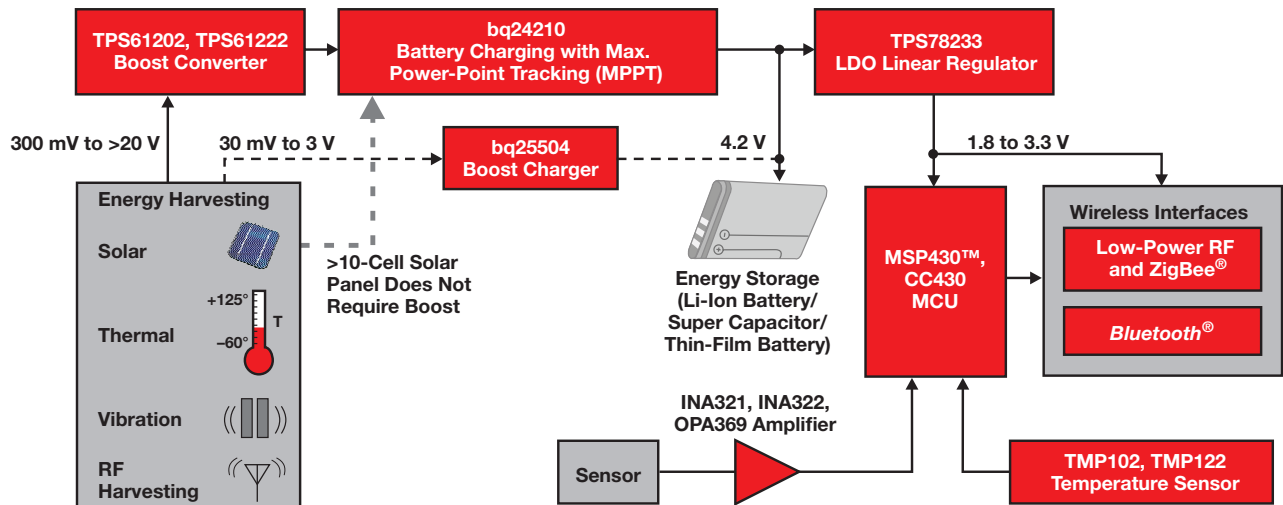 TPS61202, TPS61222
Boost Converter
bq24210
Battery Charging with Max.
Power-Point Tracking (MPPT)
TPS78233
LDO Linear Regulator
300 mV to >20 V
30 mV to 3 V
bq25504
Boost Charger
4.2 V
1.8 to 3.3 V
Energy Harvesting
Solar
>10-Cell Solar
Panel Does Not
Require Boost
+125°
T
–60°
Thermal
Vibration
RF
Harvesting
Energy Storage
(Li-Ion Battery/
Super Capacitor/
Thin-Film Battery)
MSP430™,
CC430
MCU
Wireless Interfaces
Low-Power RF
and ZigBee®
Bluetooth®
INA321, INA322,
OPA369 Amplifier
Sensor
TMP102, TMP122
Temperature Sensor